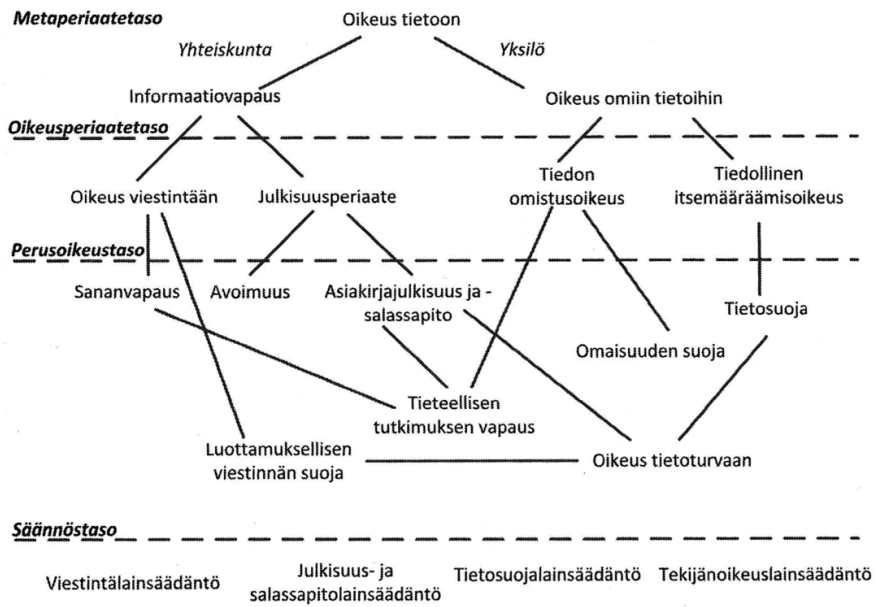 Metaperiaatetaso
Oikeus tietoon
Yhteiskunta
Yksilö
Informaatiovapaus
Oikeus omiin tietoihin
Oikeusperiaatetaso
Oikeus viestintään
Julkisuusperiaate
Tiedon
omistusoikeus
Tiedollinen
itsemääräämisoikeus
Perusoikeustaso
Sananvapaus
Avoimuus
Asiakirjajulkisuus ja -
salassapito
Tietosuoja
Omaisuuden suoja
Tieteellisen
tutkimuksen vapaus
Luottamuksellisen
viestinnän suoja
Oikeus tietoturvaan
Säännöstaso
Viestintälainsäädäntö
Julkisuus- ja
salassapitolainsäädäntö
Tietosuojalainsäädäntö
Tekijänoikeuslainsäädäntö